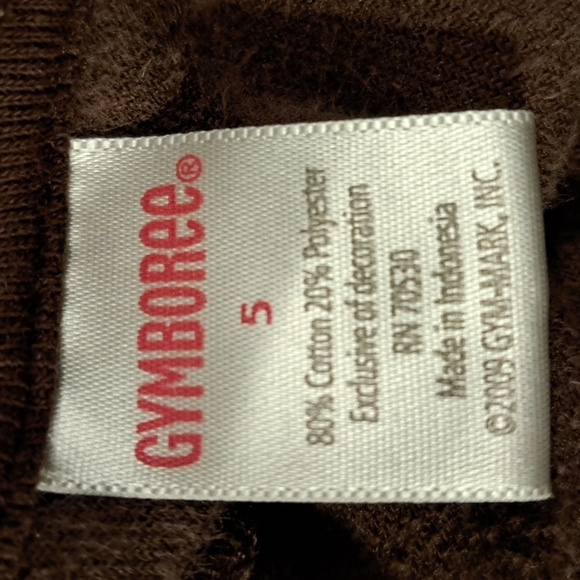 GYMBOREE®
5
80% Cotton 20% Polyester
Exclusive of decoration
RN 70530
Made in Indonesia
©2009 GYM-MARK, INC.